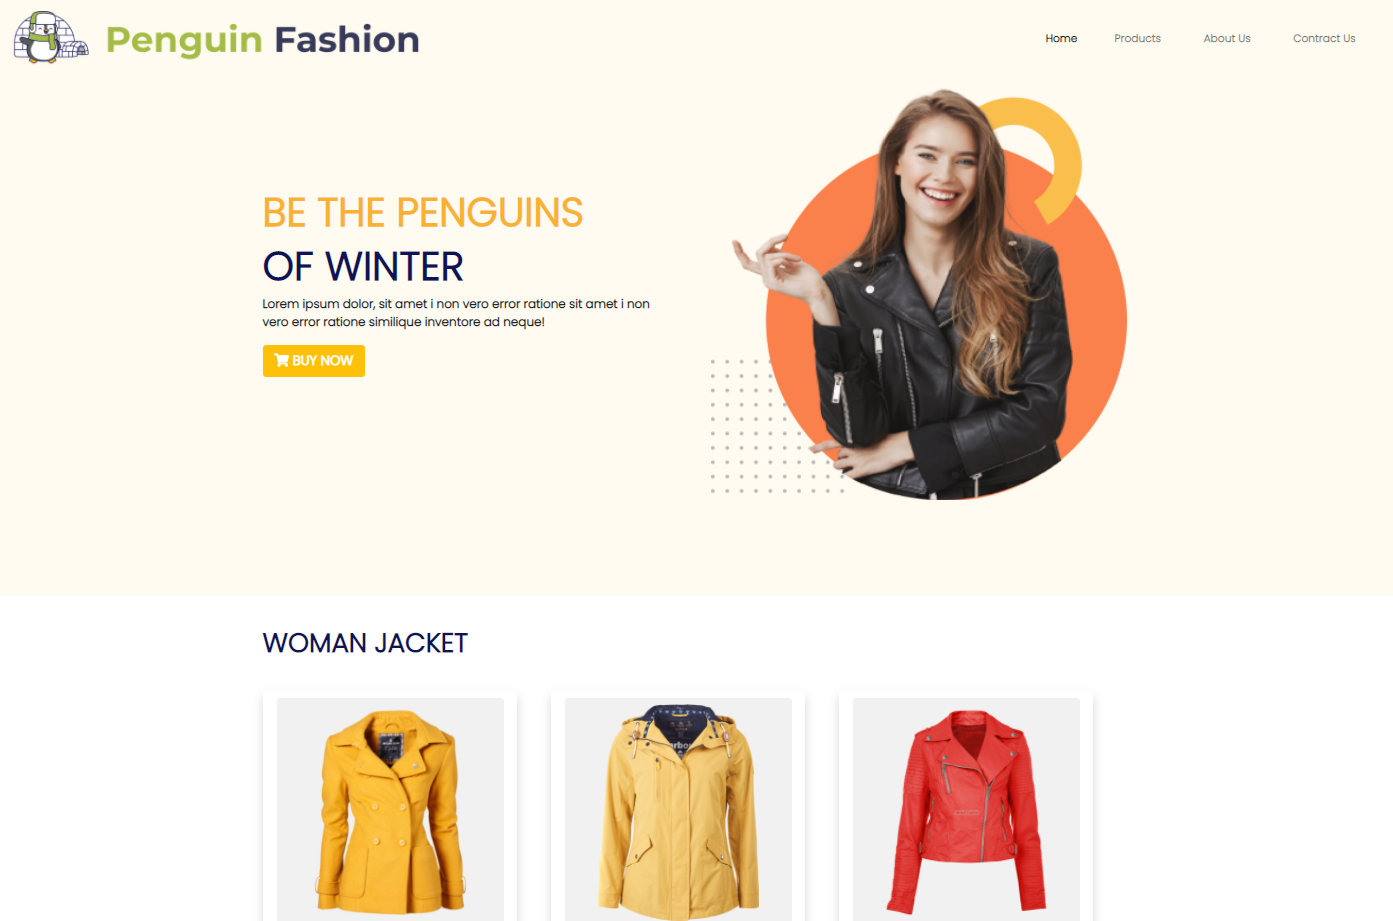 Penguin Fashion
Home Products About Us Contract Us
BE THE PENGUINS
OF WINTER
Lorem ipsum dolor, sit amet i non vero error ratione sit amet i non
vero error ratione similique inventore ad neque!
BUY NOW
WOMAN JACKET